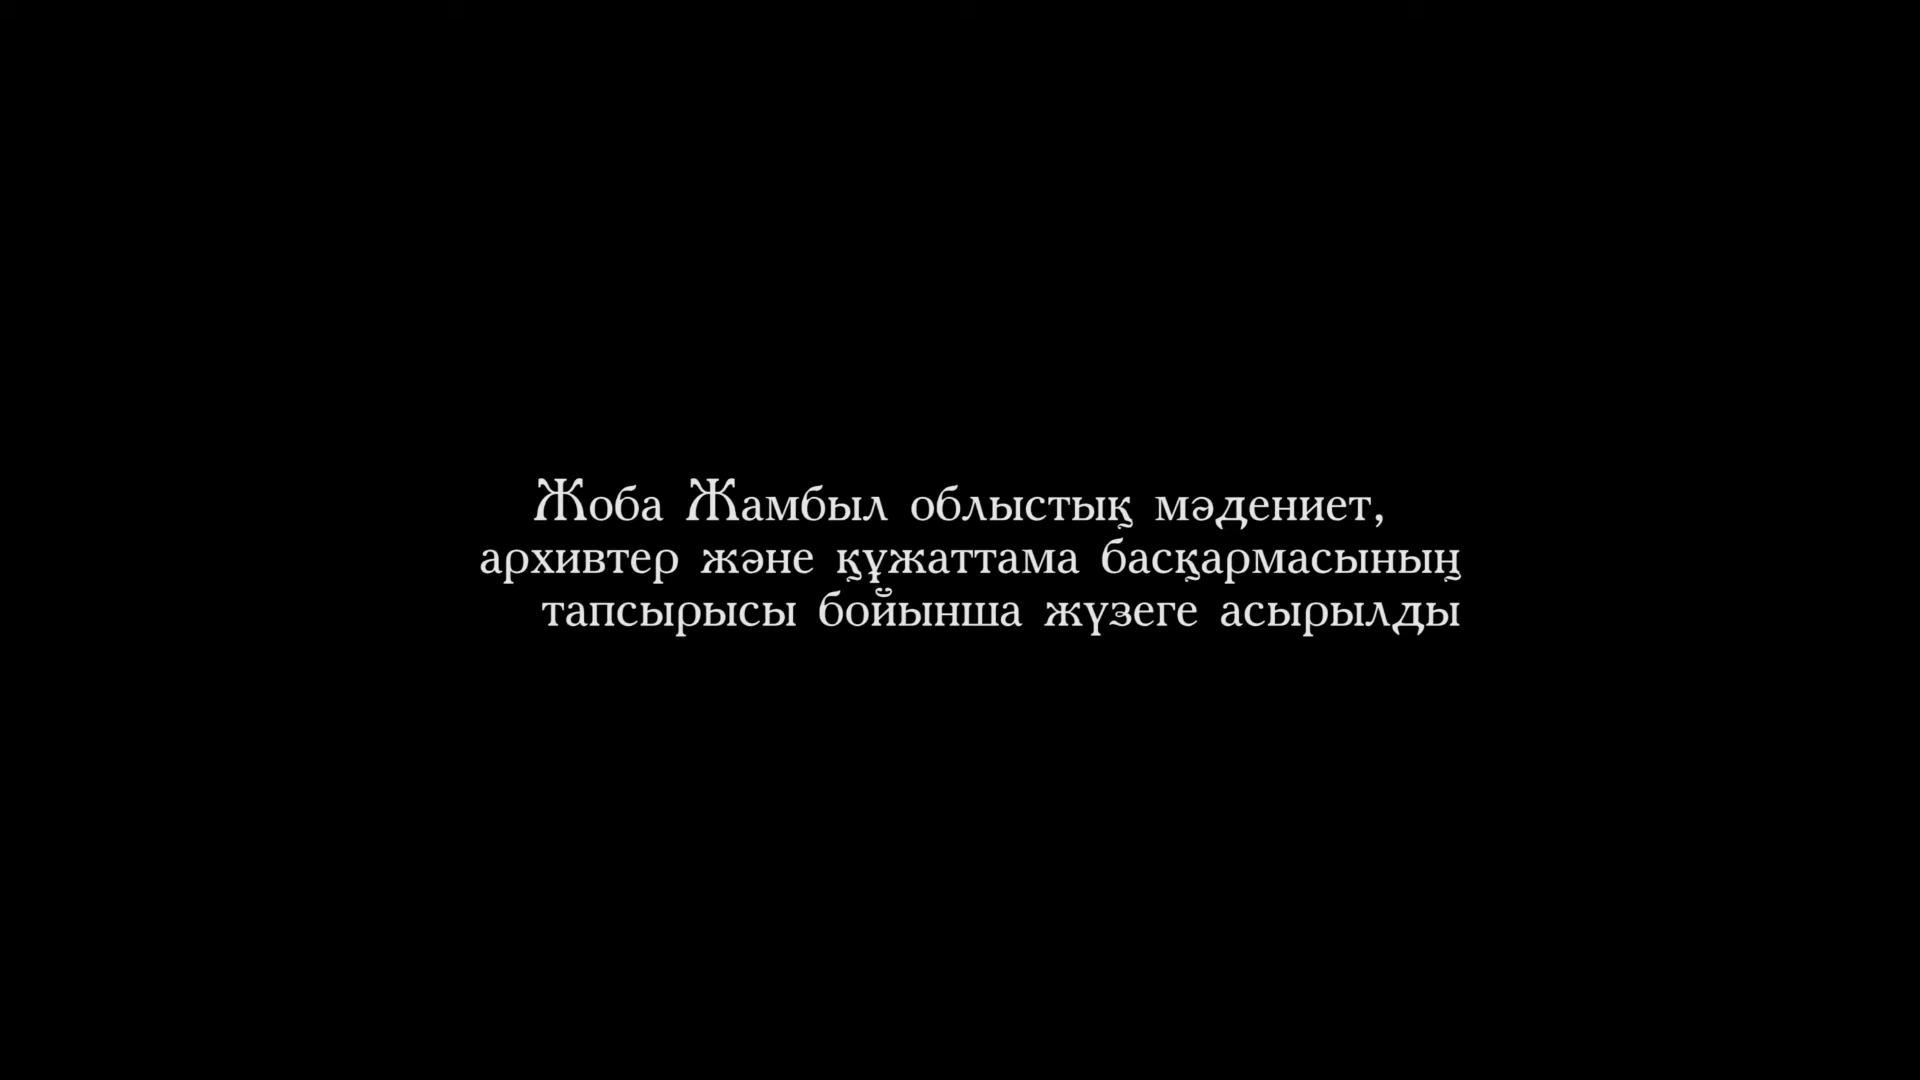 Жоба Жамбыл облыстық мәдениет,
архивтер және құжаттама басқармасының
тапсырысы бойынша жүзеге асырылды